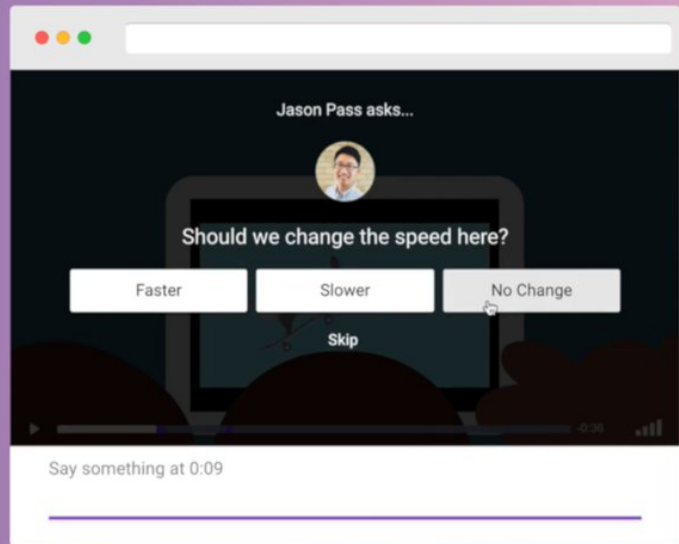 Jason Pass asks...
Should we change the speed here?
Faster
Slower
No Change
Skip
-0:36
Say something at 0:09